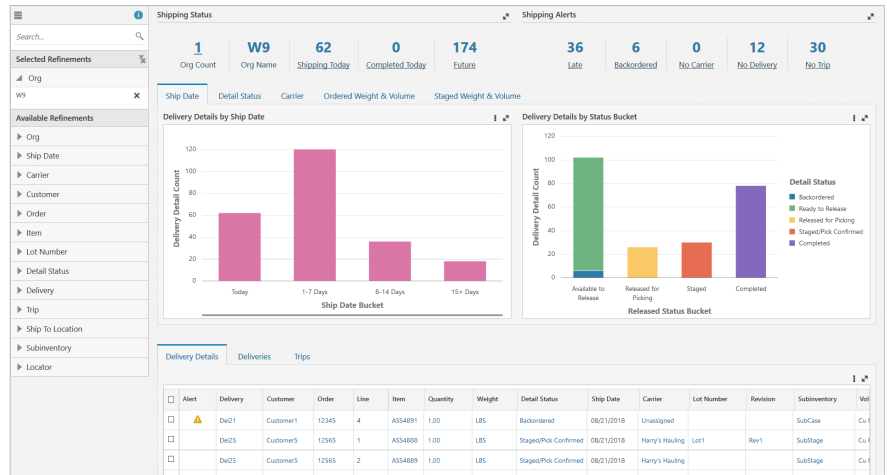 Search...
Selected Refinements
Org
W9
Available Refinements
Org
Ship Date
Carrier
Customer
Order
Item
Lot Number
Detail Status
Delivery
Trip
Ship To Location
Subinventory
Locator
Shipping Status
1 W9 62 0 174
Org Count Org Name Shipping Today Completed Today Future
Shipping Alerts
36 6 0 12 30
Late Backordered No Carrier No Delivery No Trip
Ship Date Detail Status Carrier Ordered Weight & Volume Staged Weight & Volume
Delivery Details by Ship Date
Delivery Detail Count
120
100
80
60
40
20
0
Today 1-7 Days 8-14 Days 15+ Days
Ship Date Bucket
Delivery Details by Status Bucket
Delivery Detail Count
120
100
80
60
40
20
0
Available to Release Released for Picking Staged Completed
Released Status Bucket
Detail Status
Backordered
Ready to Release
Released for Picking
Staged/Pick Confirmed
Completed
Delivery Details Deliveries Trips
Alert Delivery Customer Order Line Item Quantity Weight Detail Status Ship Date Carrier Lot Number Revision Subinventory Vol
Del21 Customer1 12345 4 AS54891 1.00 LBS Backordered 08/21/2018 Unassigned SubCase Cu
Del25 Customer5 12565 1 AS54888 1.00 LBS Staged/Pick Confirmed 08/21/2018 Harry's Hauling Lot1 Rev1 SubStage Cu
Del25 Customer5 12565 2 AS54889 1.00 LBS Staged/Pick Confirmed 08/21/2018 Harry's Hauling SubStage Cu